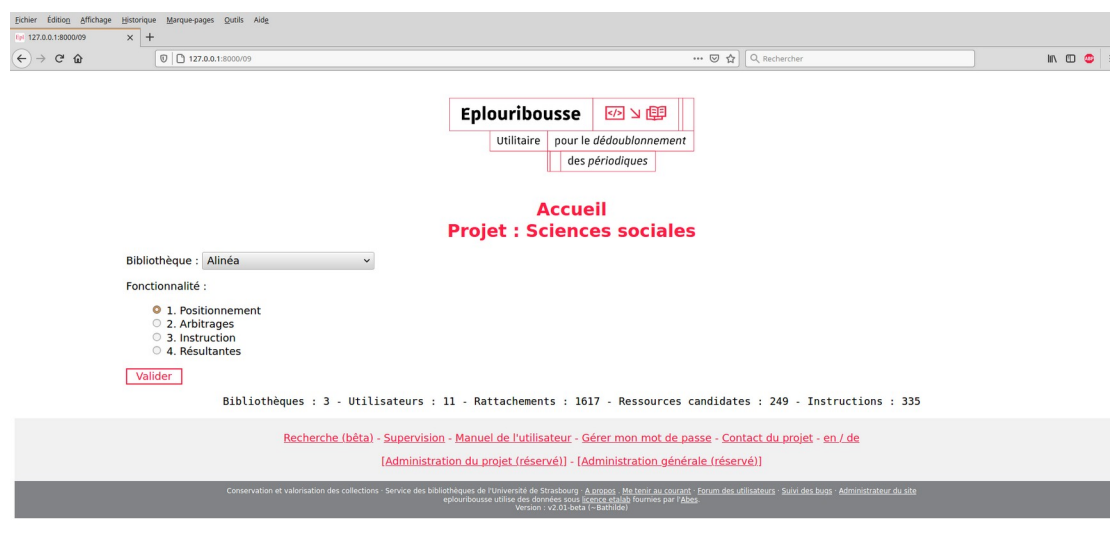 Fichier Édition Affichage Historique Marque-pages Outils Aide
Epl 127.0.0.1:8000/09 × +
127.0.0.1:8000/09 ... Rechercher ABP
Eplouribousse </>
Utilitaire pour le dédoublonnement
des périodiques
Accueil
Projet : Sciences sociales
Bibliothèque : Alinéa
Fonctionnalité :
1. Positionnement
2. Arbitrages
3. Instruction
4. Résultantes
Valider
Bibliothèques : 3 - Utilisateurs : 11 - Rattachements : 1617 - Ressources candidates : 249 - Instructions : 335
Recherche (bêta) - Supervision - Manuel de l'utilisateur - Gérer mon mot de passe - Contact du projet - en / de
[Administration du projet (réservé)] - [Administration générale (réservé)]
Conservation et valorisation des collections - Service des bibliothèques de l'Université de Strasbourg - A propos - Me tenir au courant - Forum des utilisateurs - Suivi des bugs - Administrateur du site
eplouribousse utilise des données sous licence etalab fournies par l'Abes.
Version : v2.01-beta (~Bathilde)